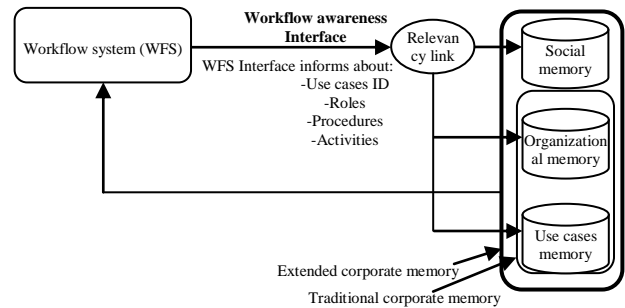 Workflow awareness
Interface
Workflow system (WFS)
Relevan
cy link
Social
memory
WFS Interface informs about:
-Use cases ID
-Roles
-Procedures
-Activities
Organization
al memory
Use cases
memory
Extended corporate memory
Traditional corporate memory